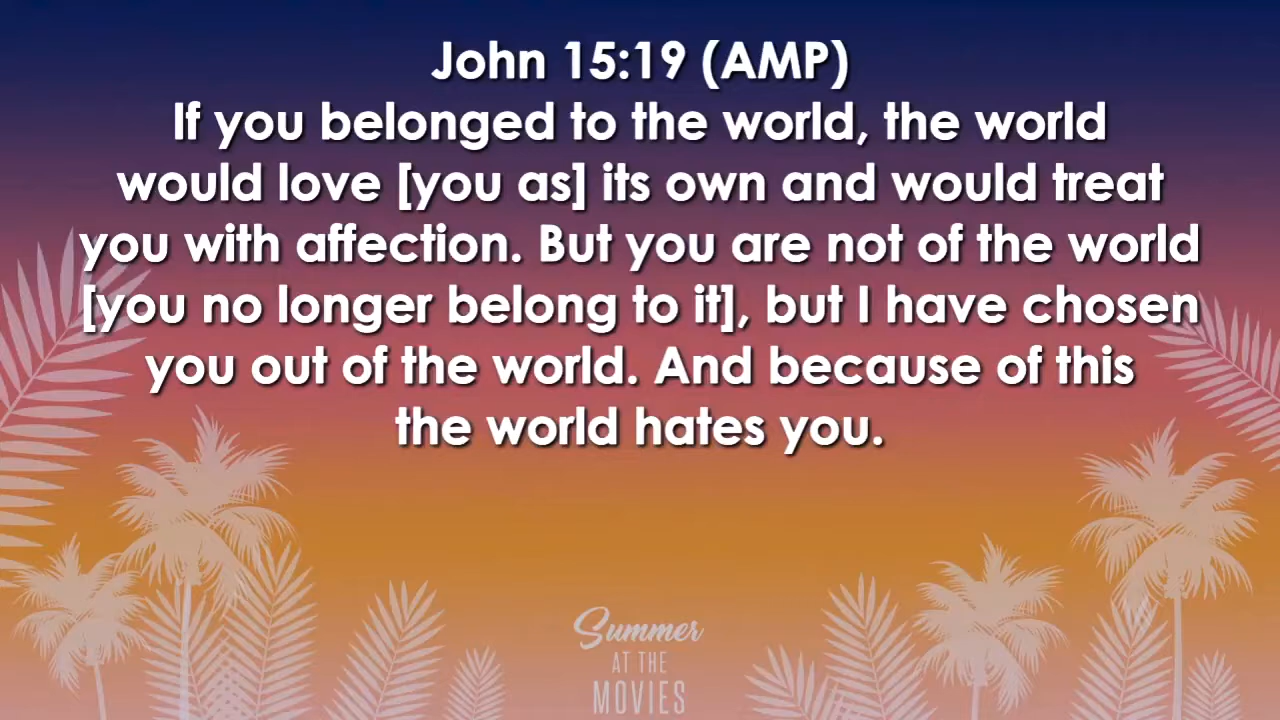 John 15:19 (AMP)
If you belonged to the world, the world
would love [you as] its own and would treat
you with affection. But you are not of the world
[you no longer belong to it], but I have chosen
you out of the world. And because of this
the world hates you.
Summer
AT THE
MOVIES